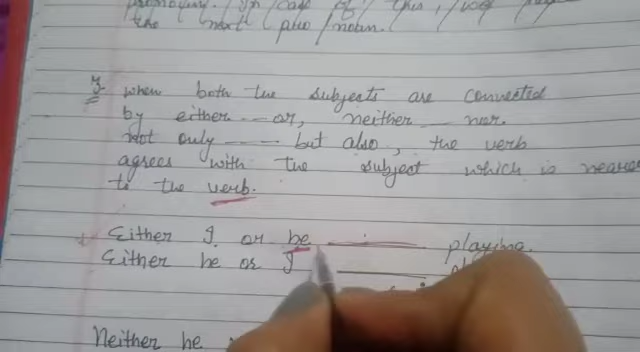 the next pro/noun.
when both the subjects are connected
by either --- or, neither --- nor.
not only ---- but also, the verb
agrees with the subject which is nearer
to the verb.
Either I or he ______ playing.
Either he or I ______
Neither he